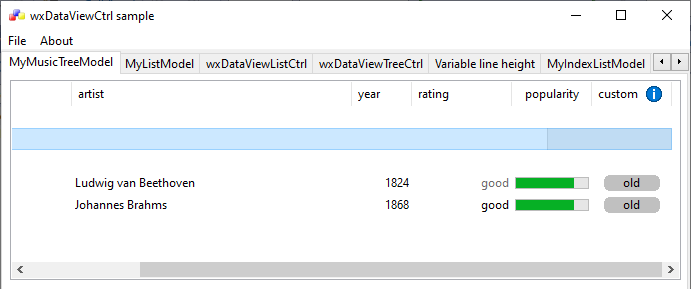 wxDataViewCtrl sample
File About
MyMusicTreeModel MyListModel wxDataViewListCtrl wxDataViewTreeCtrl Variable line height MyIndexListModel
artist year rating popularity custom
Ludwig van Beethoven 1824 good old
Johannes Brahms 1868 good old